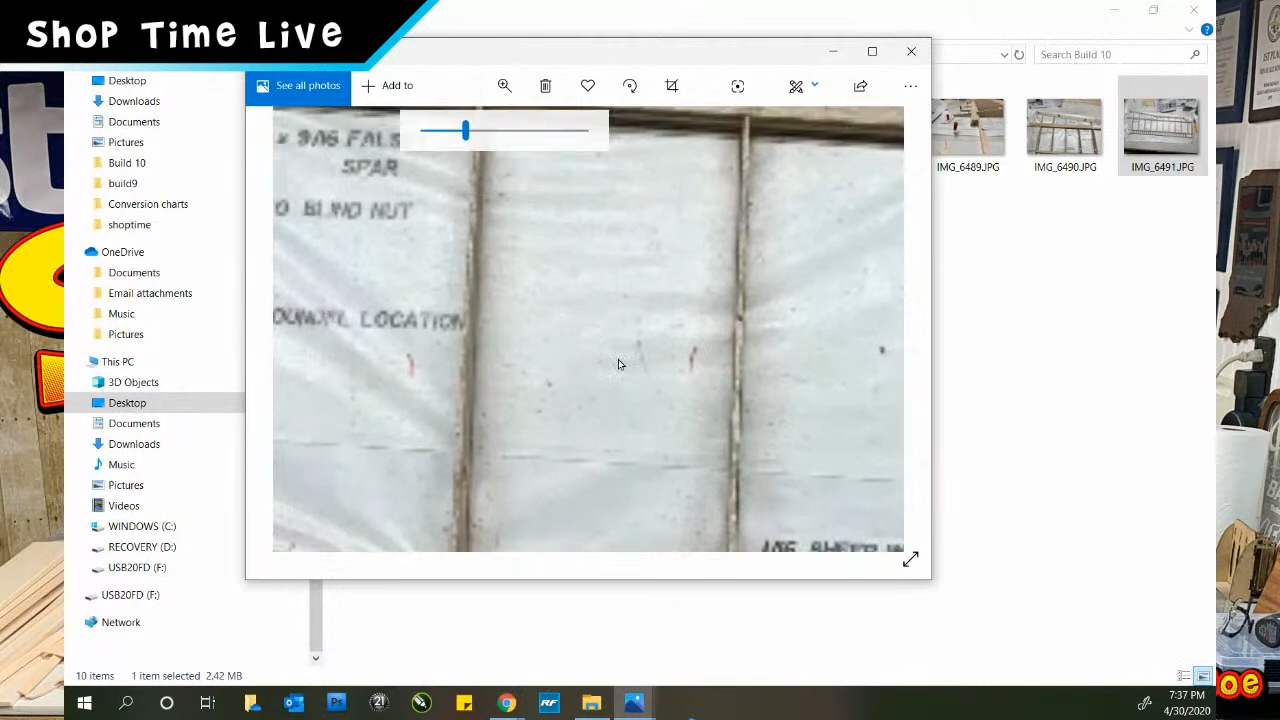 Shop Time Live
See all photos
Add to
Search Build 10
Desktop
Downloads
Documents
Pictures
Build 10
build9
Conversion charts
shoptime
OneDrive
Documents
Email attachments
Music
Pictures
This PC
3D Objects
Desktop
Documents
Downloads
Music
Pictures
Videos
WINDOWS (C:)
RECOVERY (D:)
USB20FD (F:)
USB20FD (F:)
Network
IMG_6489.JPG
IMG_6490.JPG
IMG_6491.JPG
SPAR
BLIND NUT
LOCATION
10 items 1 item selected 2.42 MB
Ps
RF
7:37 PM
4/30/2020